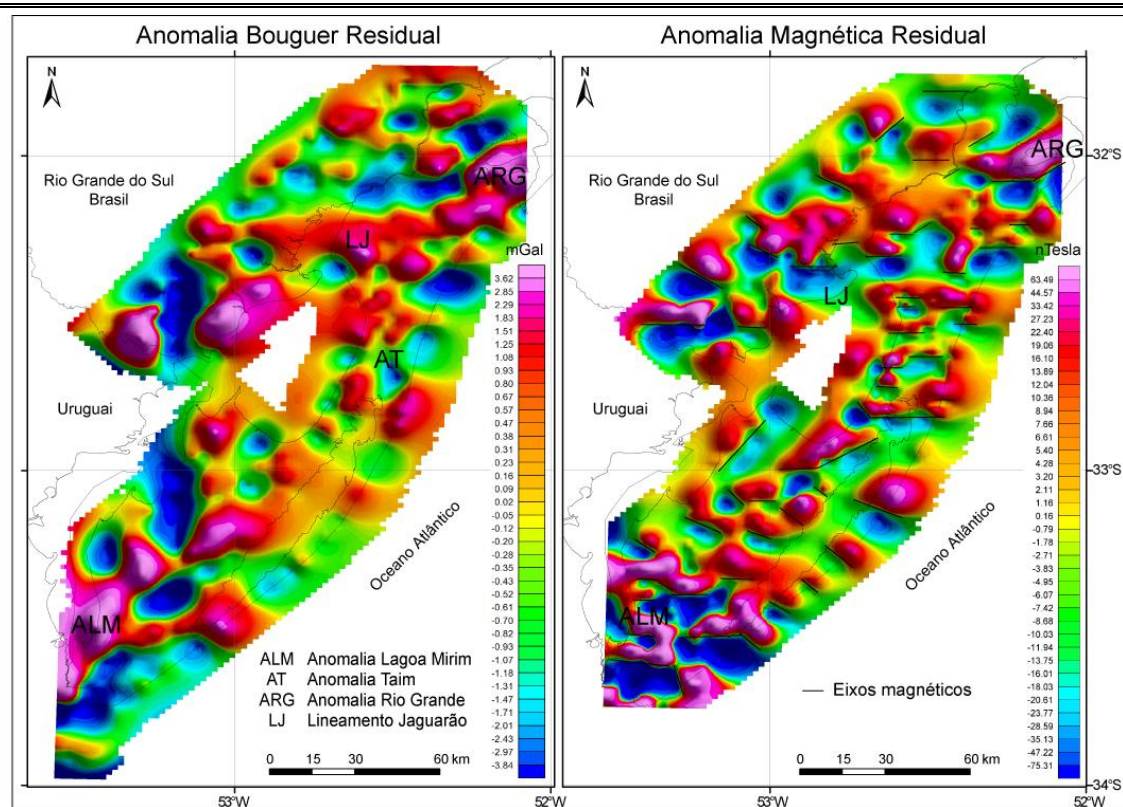 Anomalia Bouguer Residual
N
Rio Grande do Sul
Brasil
ARG
LJ
mGal
3.62
2.85
2.29
1.83
1.51
1.25
1.08
0.93
0.80
0.67
0.57
0.47
0.38
0.31
0.23
0.16
0.09
0.02
-0.05
-0.12
-0.20
-0.28
-0.35
-0.43
-0.52
-0.61
-0.70
-0.82
-0.93
-1.07
-1.18
-1.31
-1.47
-1.71
-2.01
-2.43
-2.97
-3.84
AT
Uruguai
Oceano Atlântico
ALM
ALM Anomalia Lagoa Mirim
AT Anomalia Taim
ARG Anomalia Rio Grande
LJ Lineamento Jaguarão
0 15 30 60 km
53°W
52°W
Anomalia Magnética Residual
N
ARG
32°S
Rio Grande do Sul
Brasil
nTesla
63.49
44.57
33.42
27.23
22.40
19.06
16.10
13.89
12.04
10.36
8.94
7.66
6.61
5.40
4.28
3.20
2.11
1.16
0.16
-0.79
-1.78
-2.71
-3.83
-4.95
-6.07
-7.42
-8.68
-10.03
-11.94
-13.75
-16.01
-18.03
-20.61
-23.77
-28.59
-35.13
-47.22
-75.31
LJ
Uruguai
33°S
Oceano Atlântico
ALM
Eixos magnéticos
0 15 30 60 km
34°S
53°W
52°W